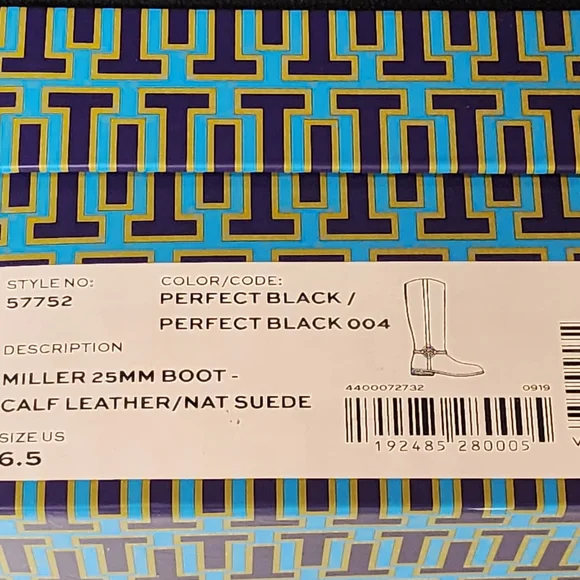 STYLE NO:
57752
COLOR/CODE:
PERFECT BLACK /
PERFECT BLACK 004
DESCRIPTION
MILLER 25MM BOOT -
CALF LEATHER/NAT SUEDE
SIZE US
6.5
4400072732 0919
192485 280005
V